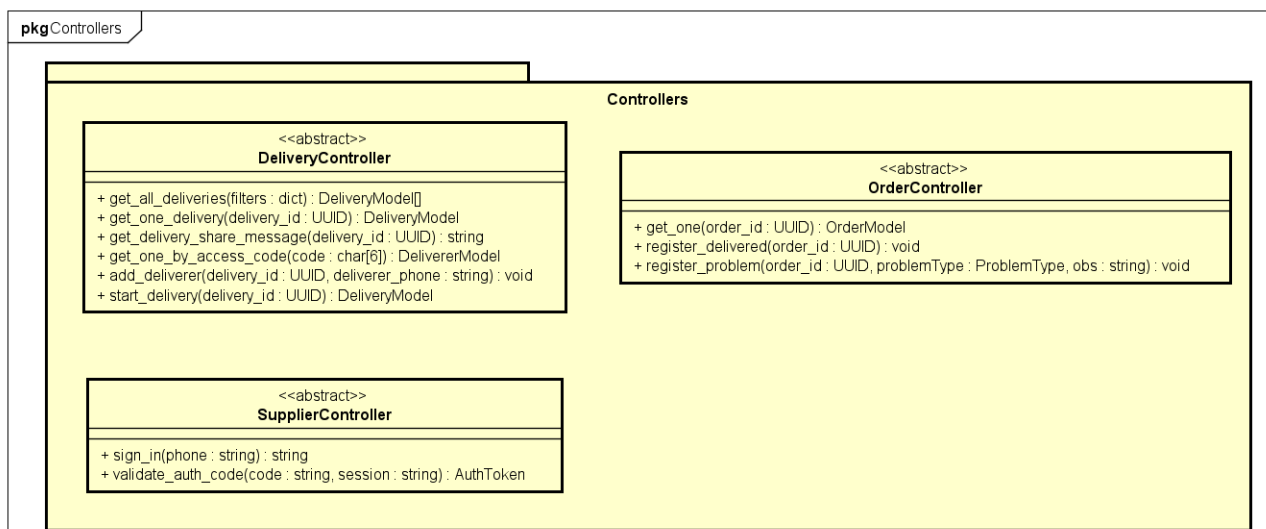 pkgControllers
Controllers
<<abstract>>
DeliveryController
+ get_all_deliveries(filters : dict) : DeliveryModel[]
+ get_one_delivery(delivery_id : UUID) : DeliveryModel
+ get_delivery_share_message(delivery_id : UUID) : string
+ get_one_by_access_code(code : char[6]) : DelivererModel
+ add_deliverer(delivery_id : UUID, deliverer_phone : string) : void
+ start_delivery(delivery_id : UUID) : DeliveryModel
<<abstract>>
OrderController
+ get_one(order_id : UUID) : OrderModel
+ register_delivered(order_id : UUID) : void
+ register_problem(order_id : UUID, problemType : ProblemType, obs : string) : void
<<abstract>>
SupplierController
+ sign_in(phone : string) : string
+ validate_auth_code(code : string, session : string) : AuthToken